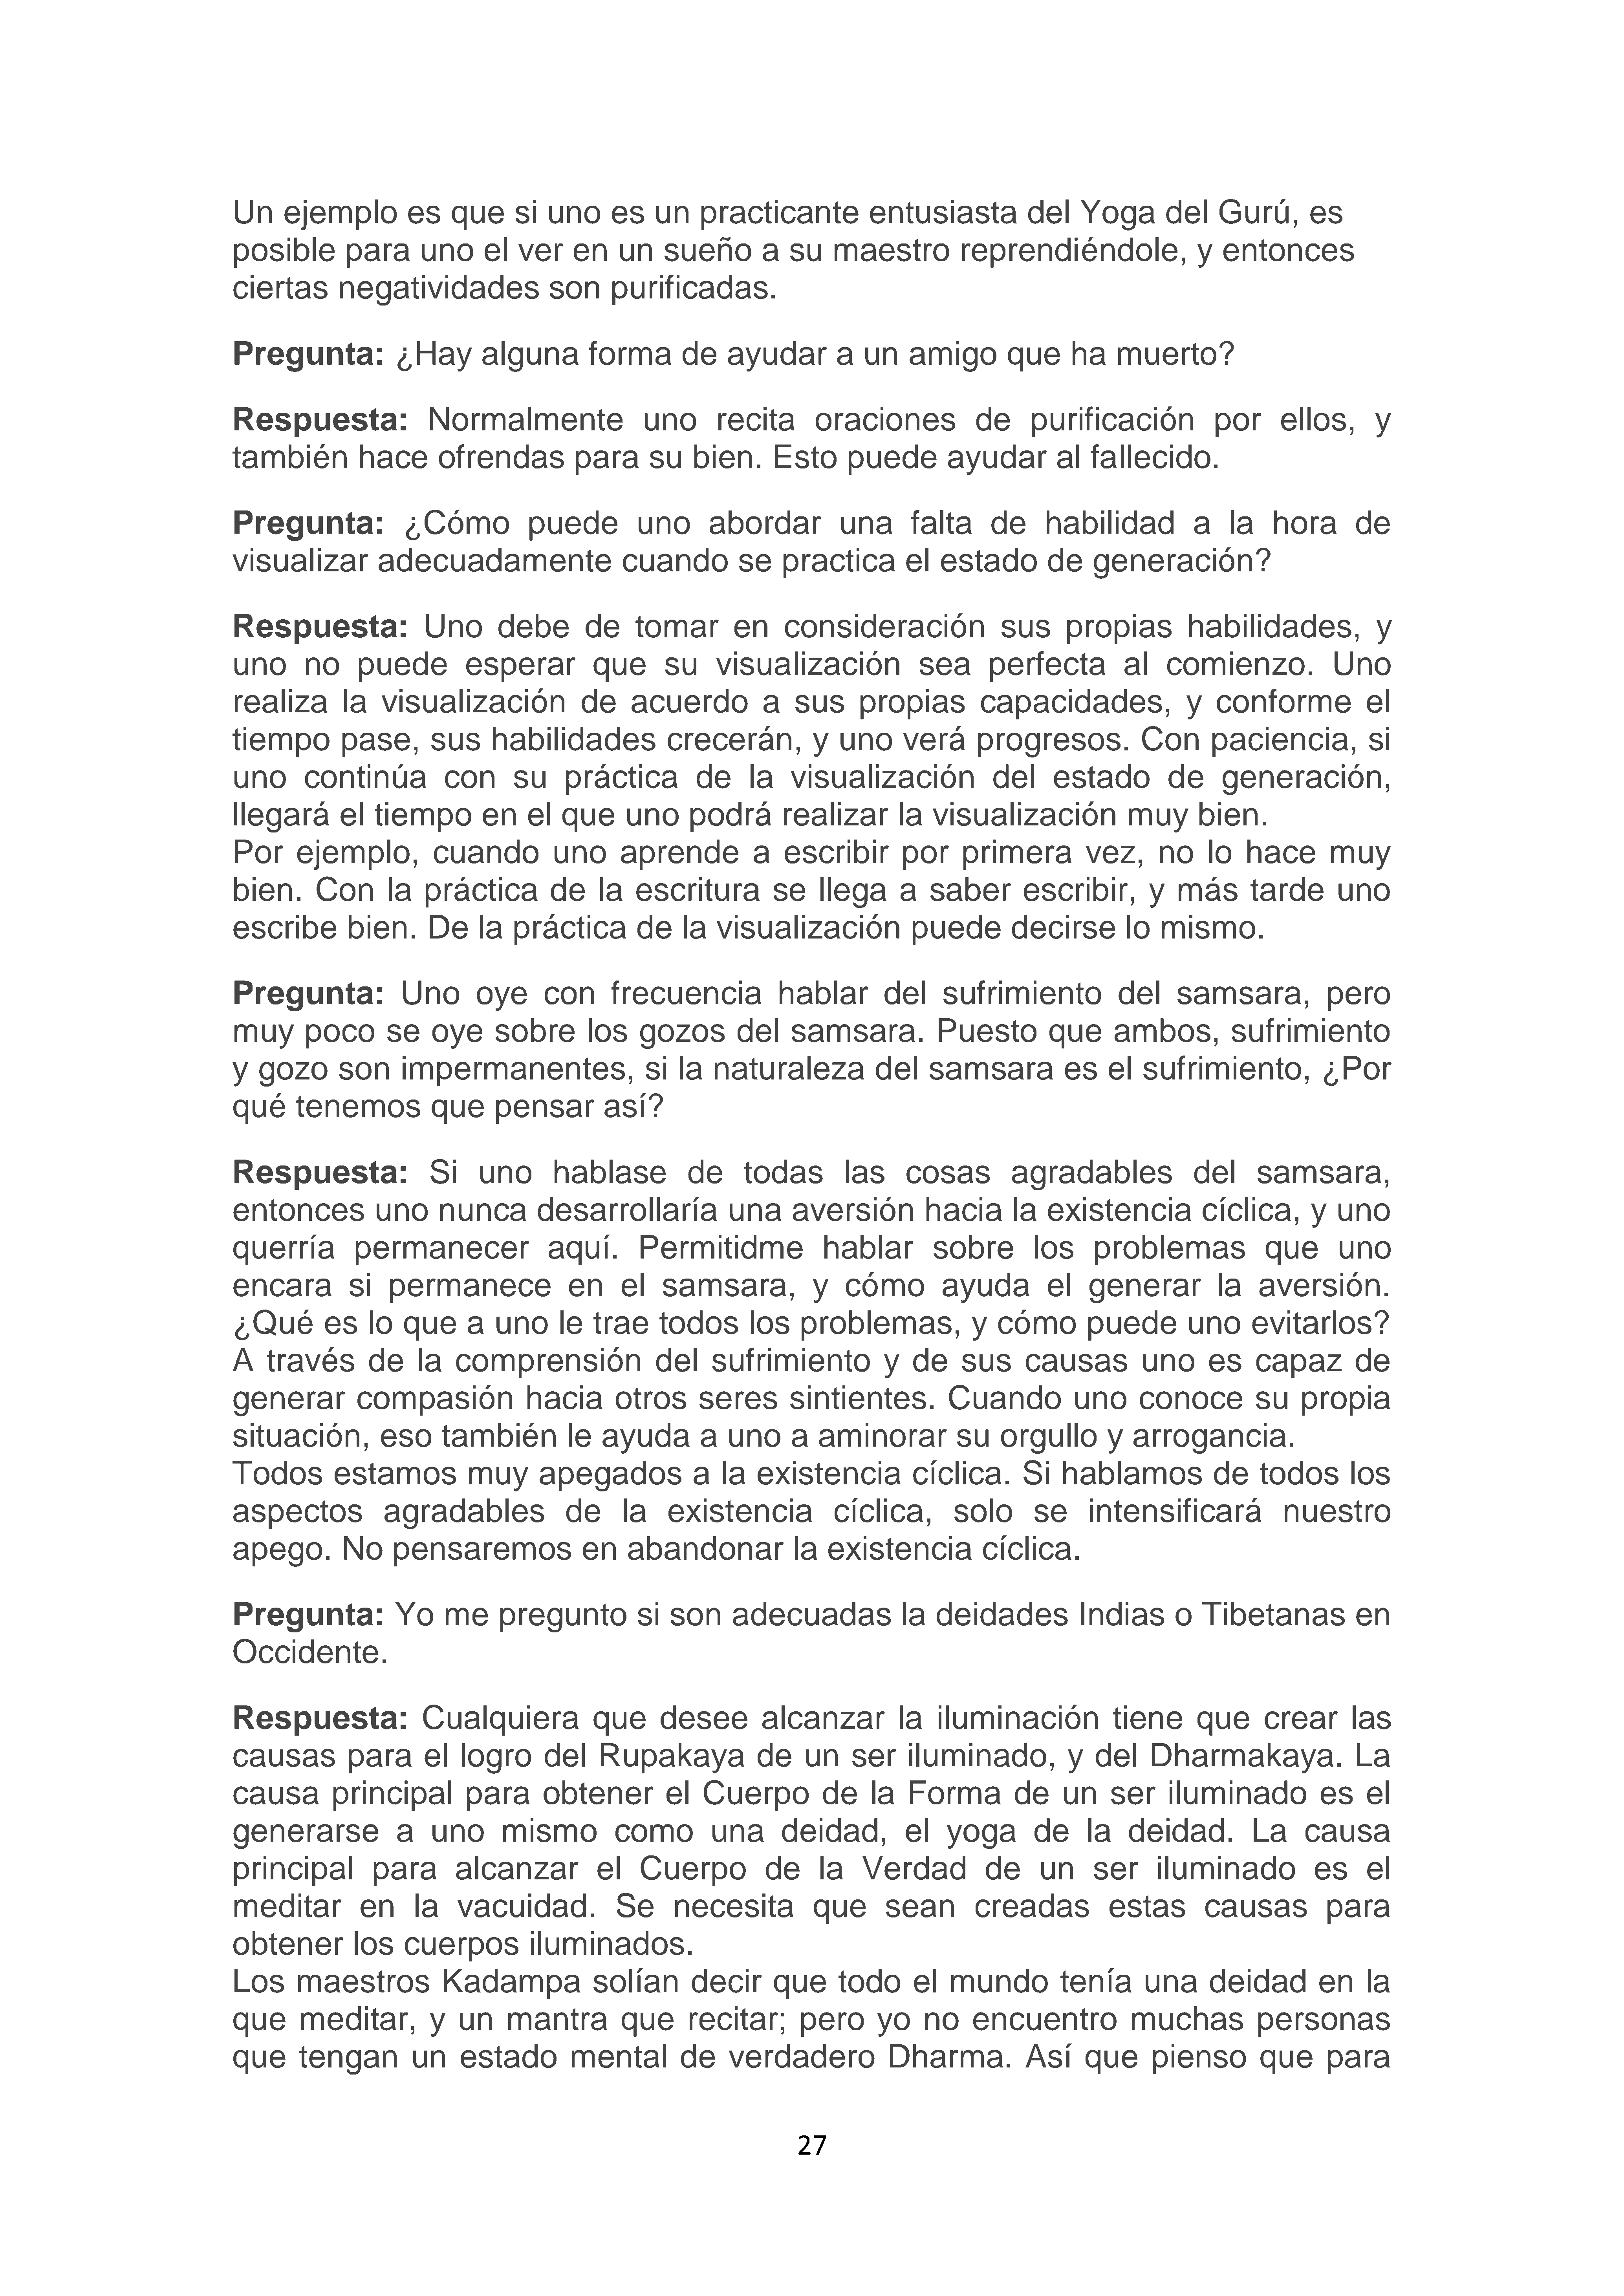 Un ejemplo es que si uno es un practicante entusiasta del Yoga del Gurú, es
posible para uno el ver en un sueño a su maestro reprendiéndole, y entonces
ciertas negatividades son purificadas.
Pregunta: ¿Hay alguna forma de ayudar a un amigo que ha muerto?
Respuesta: Normalmente uno recita oraciones de purificación por ellos, y
también hace ofrendas para su bien. Esto puede ayudar al fallecido.
Pregunta: ¿Cómo puede uno abordar una falta de habilidad a la hora de
visualizar adecuadamente cuando se practica el estado de generación?
Respuesta: Uno debe de tomar en consideración sus propias habilidades, y
uno no puede esperar que su visualización sea perfecta al comienzo. Uno
realiza la visualización de acuerdo a sus propias capacidades, y conforme el
tiempo pase, sus habilidades crecerán, y uno verá progresos. Con paciencia, si
uno continúa con su práctica de la visualización del estado de generación,
llegará el tiempo en el que uno podrá realizar la visualización muy bien.
Por ejemplo, cuando uno aprende a escribir por primera vez, no lo hace muy
bien. Con la práctica de la escritura se llega a saber escribir, y más tarde uno
escribe bien. De la práctica de la visualización puede decirse lo mismo.
Pregunta: Uno oye con frecuencia hablar del sufrimiento del samsara, pero
muy poco se oye sobre los gozos del samsara. Puesto que ambos, sufrimiento
y gozo son impermanentes, si la naturaleza del samsara es el sufrimiento, ¿Por
qué tenemos que pensar así?
Respuesta: Si uno hablase de todas las cosas agradables del samsara,
entonces uno nunca desarrollaría una aversión hacia la existencia cíclica, y uno
querría permanecer aquí. Permitidme hablar sobre los problemas que uno
encara si permanece en el samsara, y cómo ayuda el generar la aversión.
¿Qué es lo que a uno le trae todos los problemas, y cómo puede uno evitarlos?
A través de la comprensión del sufrimiento y de sus causas uno es capaz de
generar compasión hacia otros seres sintientes. Cuando uno conoce su propia
situación, eso también le ayuda a uno a aminorar su orgullo y arrogancia.
Todos estamos muy apegados a la existencia cíclica. Si hablamos de todos los
aspectos agradables de la existencia cíclica, solo se intensificará nuestro
apego. No pensaremos en abandonar la existencia cíclica.
Pregunta: Yo me pregunto si son adecuadas la deidades Indias o Tibetanas en
Occidente.
Respuesta: Cualquiera que desee alcanzar la iluminación tiene que crear las
causas para el logro del Rupakaya de un ser iluminado, y del Dharmakaya. La
causa principal para obtener el Cuerpo de la Forma de un ser iluminado es el
generarse a uno mismo como una deidad, el yoga de la deidad. La causa
principal para alcanzar el Cuerpo de la Verdad de un ser iluminado es el
meditar en la vacuidad. Se necesita que sean creadas estas causas para
obtener los cuerpos iluminados.
Los maestros Kadampa solían decir que todo el mundo tenía una deidad en la
que meditar, y un mantra que recitar; pero yo no encuentro muchas personas
que tengan un estado mental de verdadero Dharma. Así que pienso que para
27